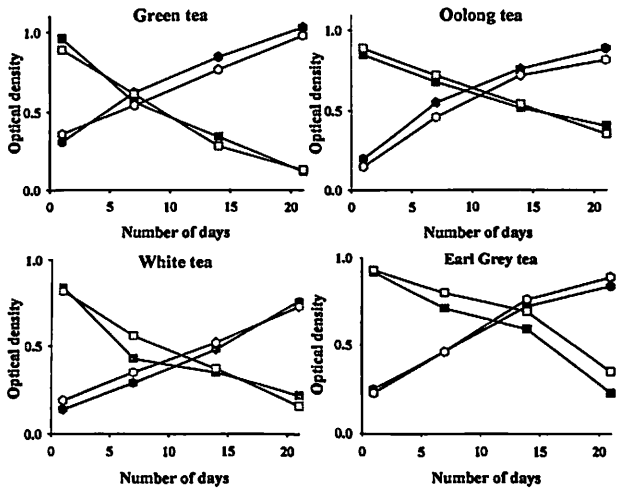 Green tea
1.0
0.5
0.0
Optical density
0 5 10 15 20
Number of days
Oolong tea
1.0
0.5
0.0
Optical density
0 5 10 15 20
Number of days
White tea
1.0
0.5
0.0
Optical density
0 5 10 15 20
Number of days
Earl Grey tea
1.0
0.5
0.0
Optical density
0 5 10 15 20
Number of days